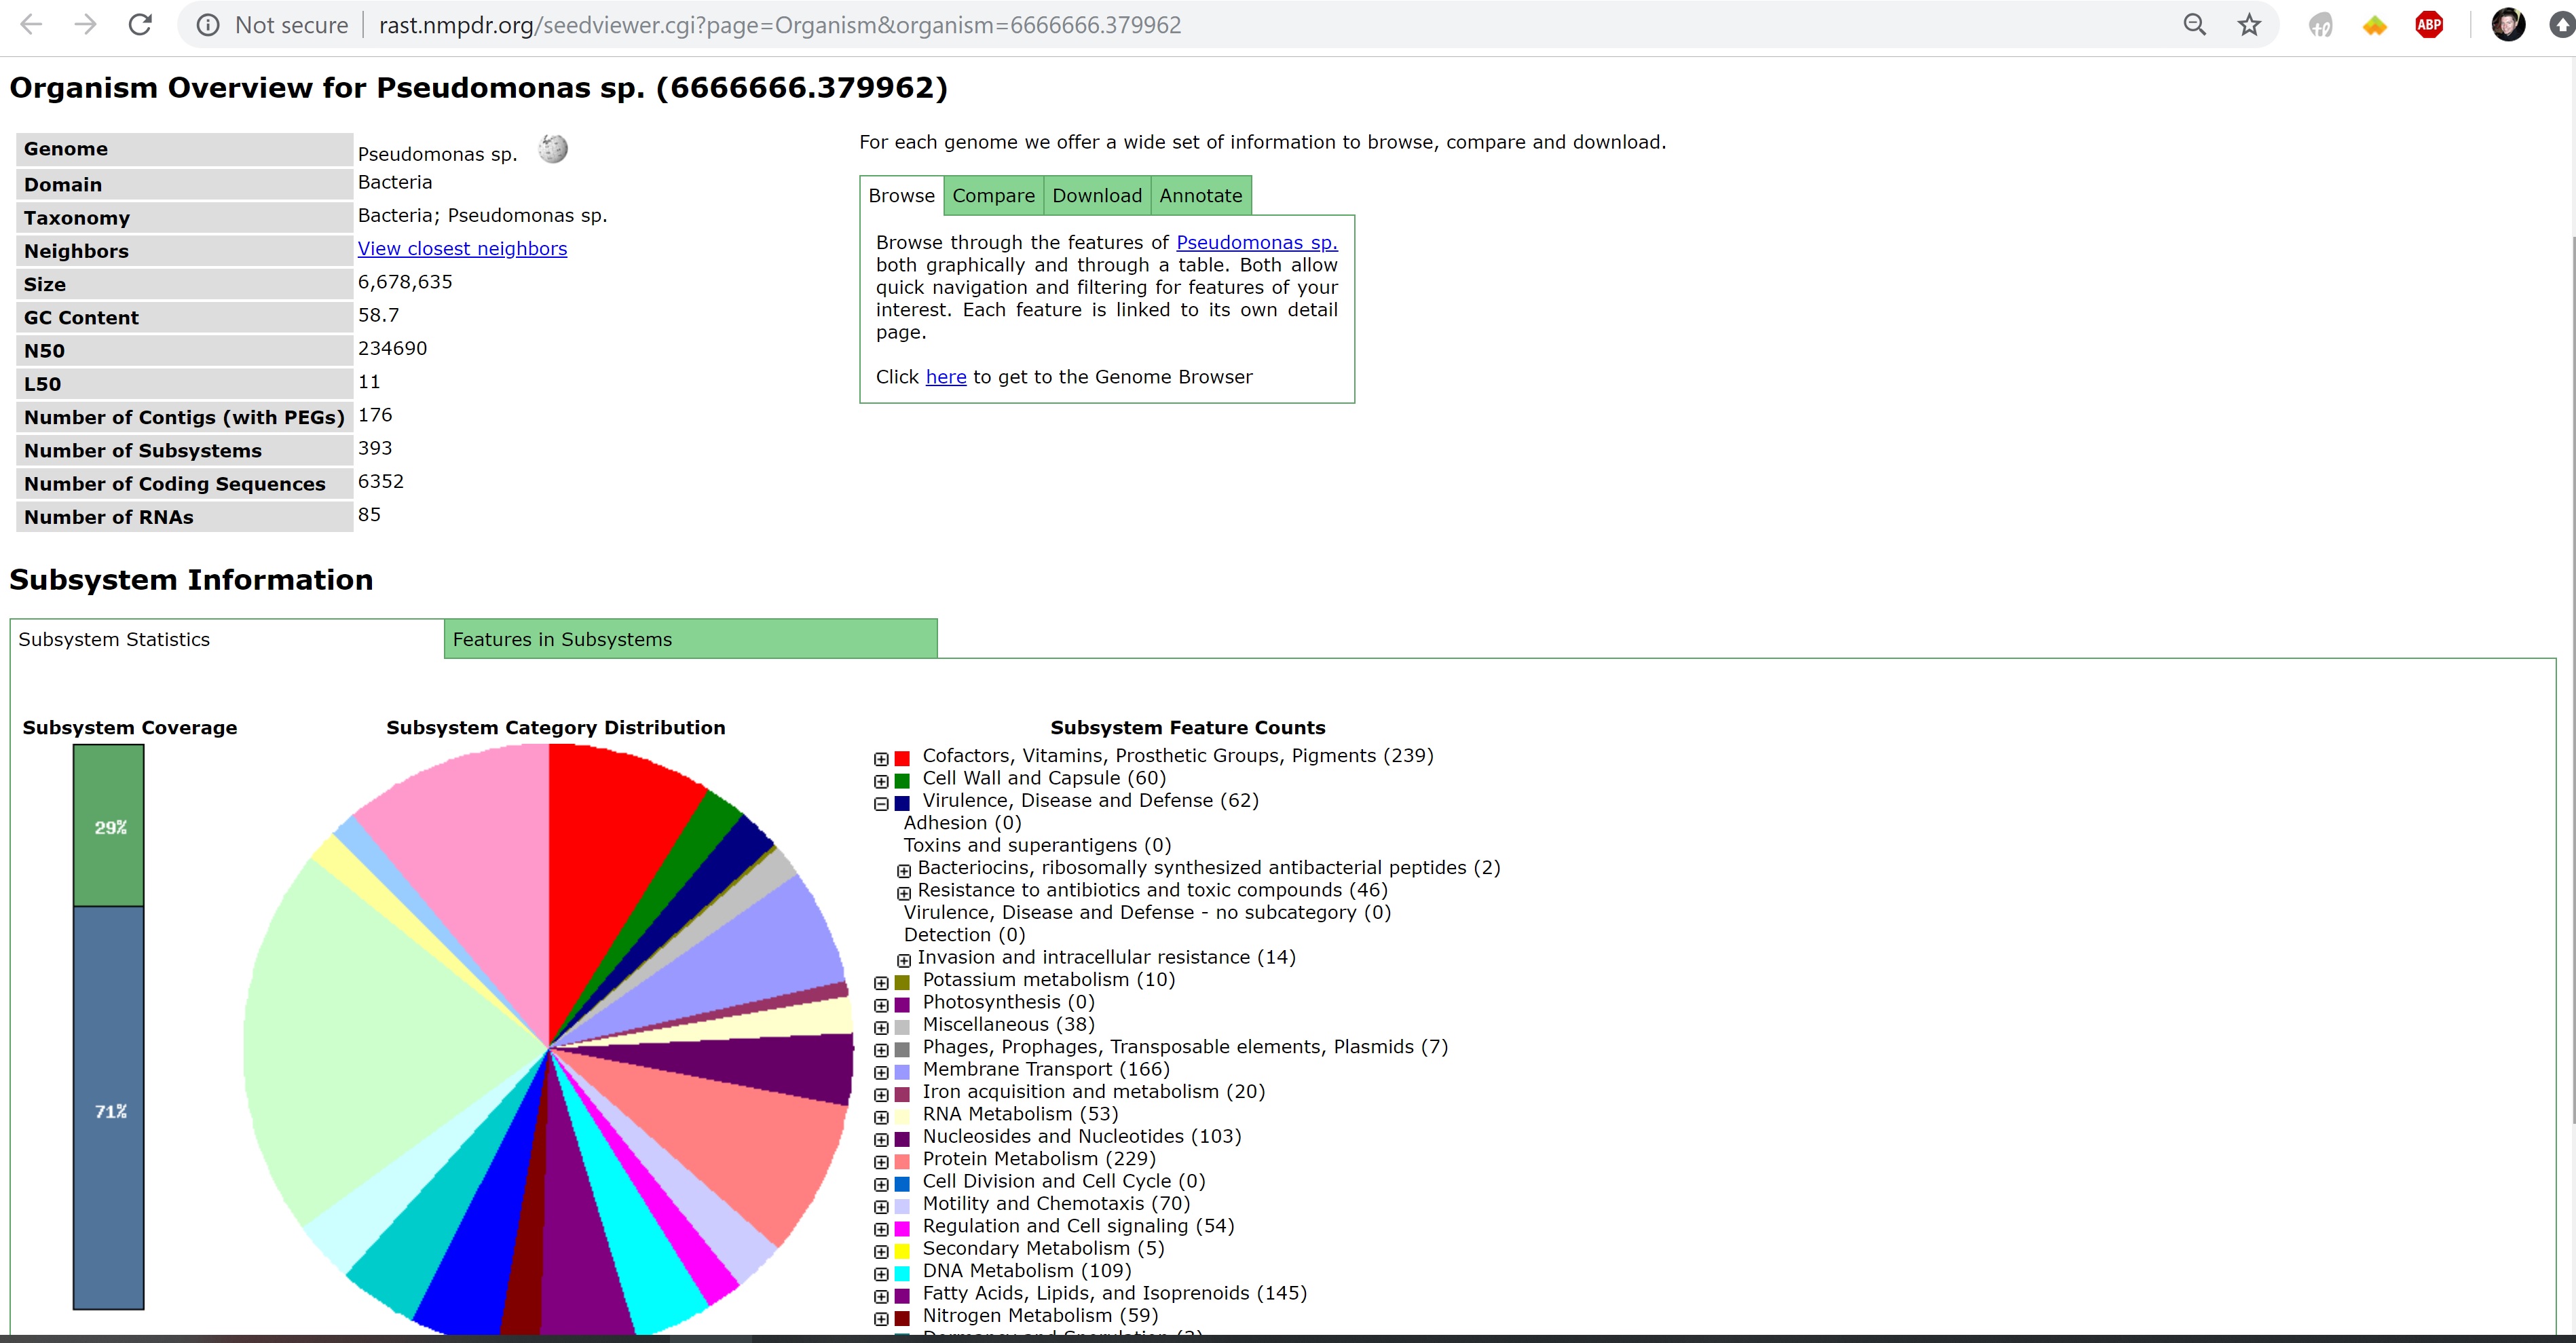 Not secure
rast.nmpdr.org/seedviewer.cgi?page=Organism&organism=6666666.379962
ABP
Organism Overview for Pseudomonas sp. (6666666.379962)
Genome Pseudomonas sp.
Domain Bacteria
Taxonomy Bacteria; Pseudomonas sp.
Neighbors View closest neighbors
Size 6,678,635
GC Content 58.7
N50 234690
L50 11
Number of Contigs (with PEGs) 176
Number of Subsystems 393
Number of Coding Sequences 6352
Number of RNAs 85
For each genome we offer a wide set of information to browse, compare and download.
Browse Compare Download Annotate
Browse through the features of Pseudomonas sp.
both graphically and through a table. Both allow
quick navigation and filtering for features of your
interest. Each feature is linked to its own detail
page.
Click here to get to the Genome Browser
Subsystem Information
Subsystem Statistics Features in Subsystems
Subsystem Coverage
29%
71%
Subsystem Category Distribution
Subsystem Feature Counts
Cofactors, Vitamins, Prosthetic Groups, Pigments (239)
Cell Wall and Capsule (60)
Virulence, Disease and Defense (62)
Adhesion (0)
Toxins and superantigens (0)
Bacteriocins, ribosomally synthesized antibacterial peptides (2)
Resistance to antibiotics and toxic compounds (46)
Virulence, Disease and Defense - no subcategory (0)
Detection (0)
Invasion and intracellular resistance (14)
Potassium metabolism (10)
Photosynthesis (0)
Miscellaneous (38)
Phages, Prophages, Transposable elements, Plasmids (7)
Membrane Transport (166)
Iron acquisition and metabolism (20)
RNA Metabolism (53)
Nucleosides and Nucleotides (103)
Protein Metabolism (229)
Cell Division and Cell Cycle (0)
Motility and Chemotaxis (70)
Regulation and Cell signaling (54)
Secondary Metabolism (5)
DNA Metabolism (109)
Fatty Acids, Lipids, and Isoprenoids (145)
Nitrogen Metabolism (59)